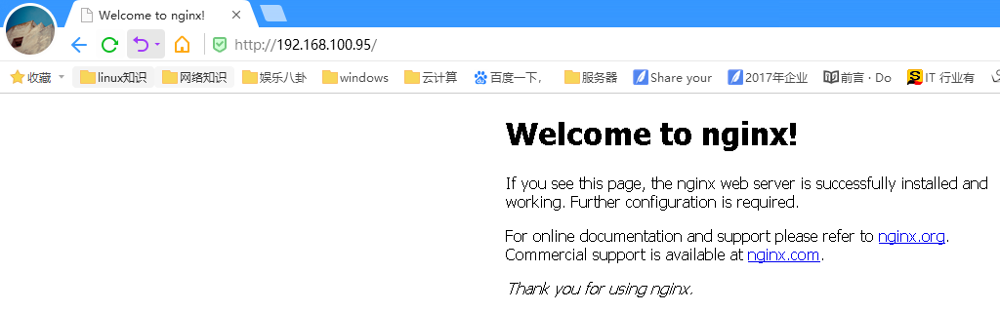 Welcome to nginx!
http://192.168.100.95/
收藏 linux知识 网络知识 娱乐八卦 windows 云计算 百度一下， 服务器 Share your 2017年企业 前言 · Do IT 行业有
Welcome to nginx!
If you see this page, the nginx web server is successfully installed and
working. Further configuration is required.
For online documentation and support please refer to nginx.org.
Commercial support is available at nginx.com.
Thank you for using nginx.